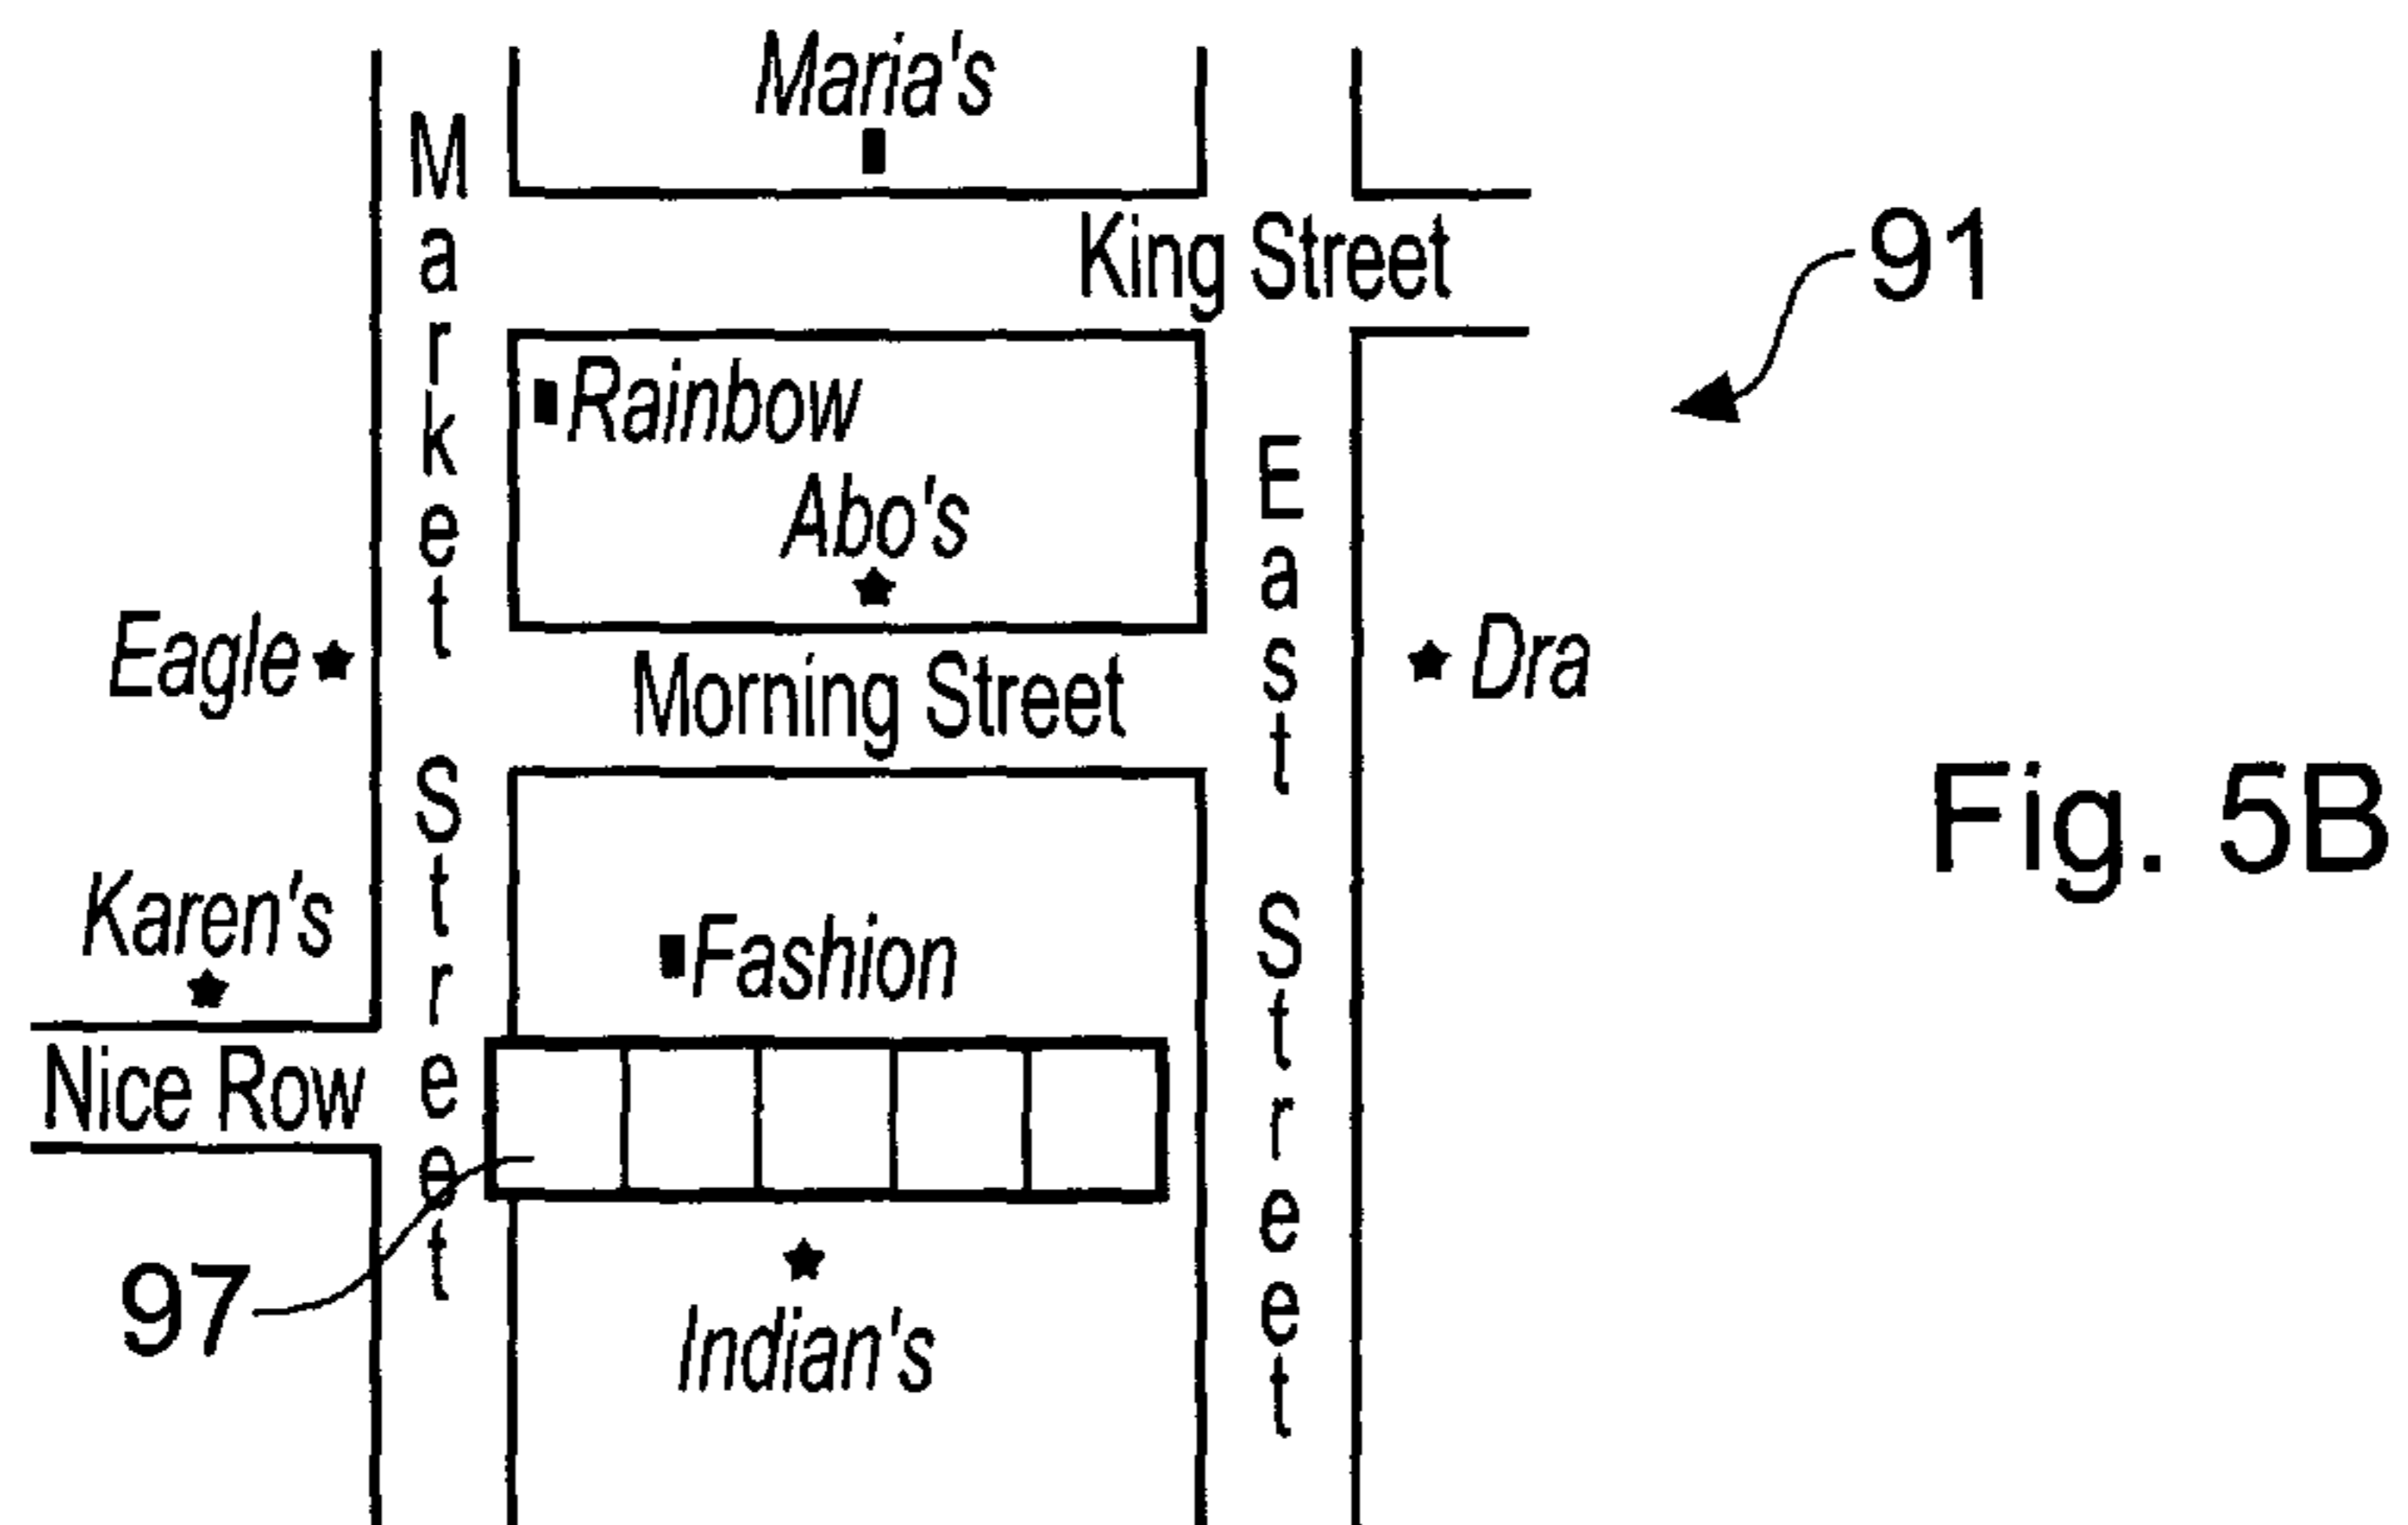 Maria's
Market Street
King Street
91
Rainbow
Abo's
East Street
Eagle
Morning Street
Dra
Fig. 5B
Karen's
Fashion
Nice Row
97
Indian's